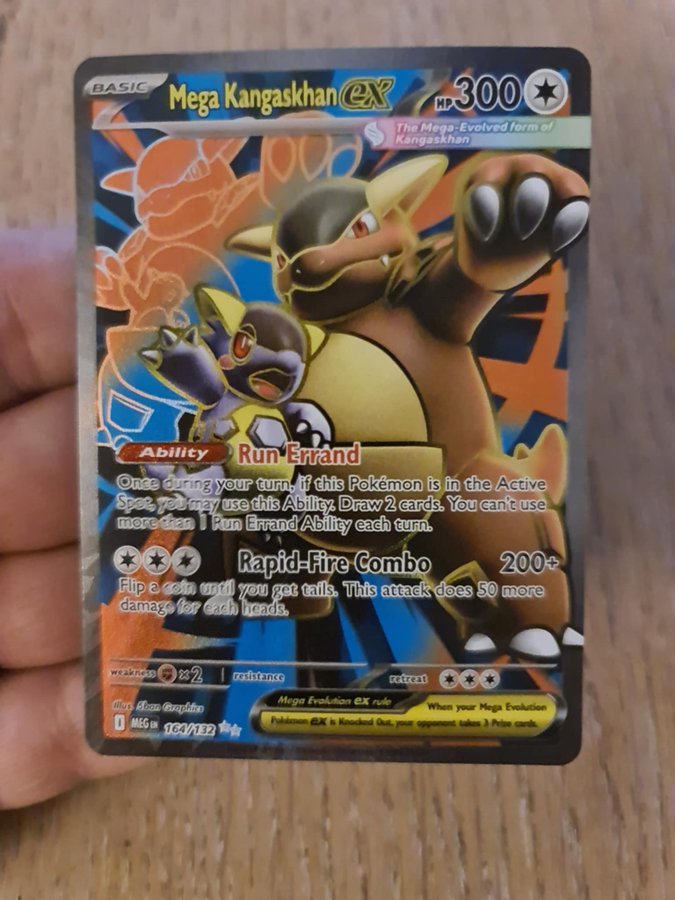 BASIC
Mega Kangaskhan ex
HP 300
The Mega-Evolved form of
Kangaskhan
Ability Run Errand
Once during your turn, if this Pokémon is in the Active
Spot, you may use this Ability. Draw 2 cards. You can't use
more than 1 Run Errand Ability each turn.
Rapid-Fire Combo 200+
Flip a coin until you get tails. This attack does 50 more
damage for each heads.
weakness ×2 resistance retreat
Illus. 5ban Graphics
I MEG EN 164/132
Mega Evolution ex rule When your Mega Evolution
Pokémon ex is Knocked Out, your opponent takes 3 Prize cards.